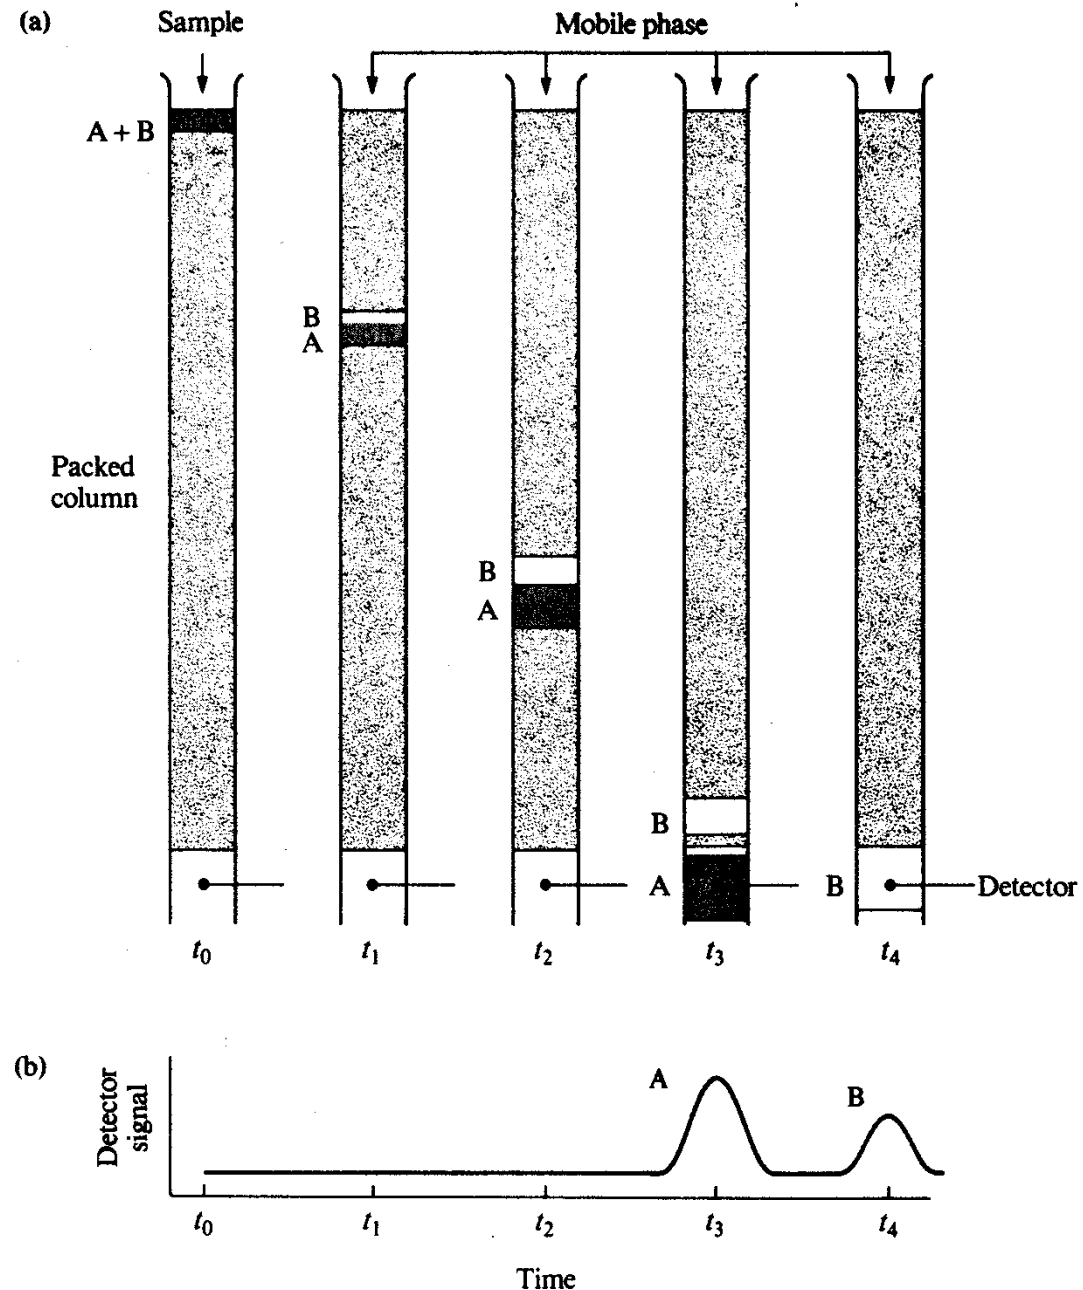 (a)
Sample
Mobile phase
A + B
B
A
Packed
column
B
A
B
A
B
Detector
t₀
t₁
t₂
t₃
t₄
(b)
Detector
signal
A
B
t₀
t₁
t₂
t₃
t₄
Time